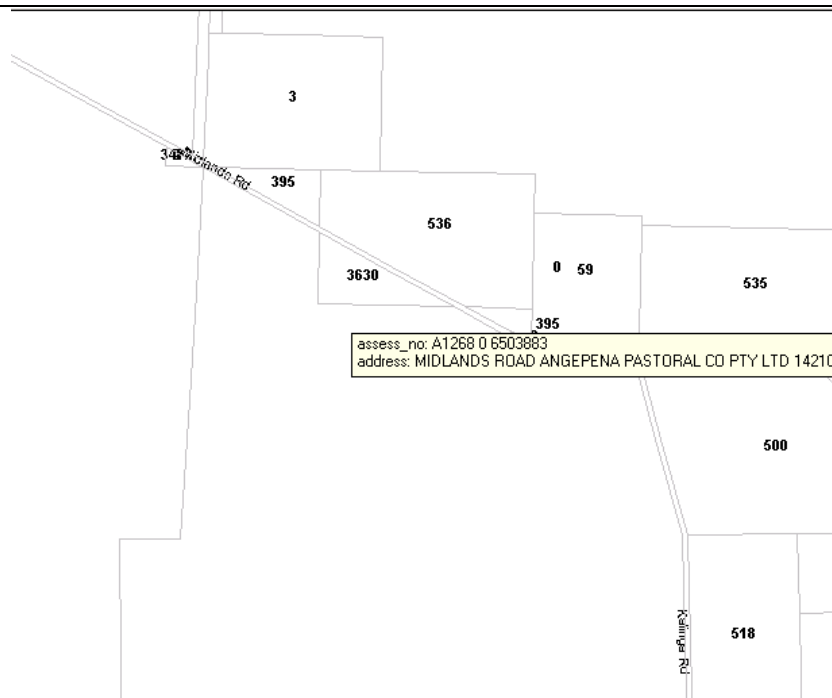 3
Midlands Rd
395
536
3630
0 59
535
395
assess_no: A1268 0 6503883
address: MIDLANDS ROAD ANGEPENA PASTORAL CO PTY LTD 14210
500
Kalinga Rd
518